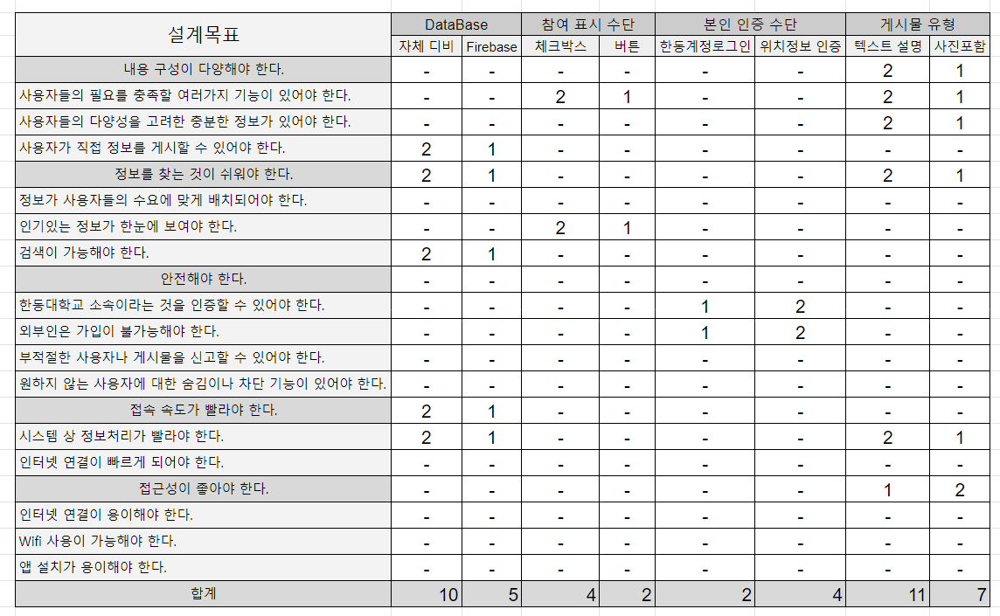 설계목표 DataBase 참여 표시 수단 본인 인증 수단 게시물 유형
자체 디비 Firebase 체크박스 버튼 한동계정로그인 위치정보 인증 텍스트 설명 사진포함
내용 구성이 다양해야 한다. - - - - - - 2 1
사용자들의 필요를 충족할 여러가지 기능이 있어야 한다. - - 2 1 - - 2 1
사용자들의 다양성을 고려한 충분한 정보가 있어야 한다. - - - - - - 2 1
사용자가 직접 정보를 게시할 수 있어야 한다. 2 1 - - - - - -
정보를 찾는 것이 쉬워야 한다. 2 1 - - - - 2 1
정보가 사용자들의 수요에 맞게 배치되어야 한다. - - - - - - - -
인기있는 정보가 한눈에 보여야 한다. - - 2 1 - - - -
검색이 가능해야 한다. 2 1 - - - - - -
안전해야 한다. - - - - - - - -
한동대학교 소속이라는 것을 인증할 수 있어야 한다. - - - - 1 2 - -
외부인은 가입이 불가능해야 한다. - - - - 1 2 - -
부적절한 사용자나 게시물을 신고할 수 있어야 한다. - - - - - - - -
원하지 않는 사용자에 대한 숨김이나 차단 기능이 있어야 한다. - - - - - - - -
접속 속도가 빨라야 한다. 2 1 - - - - - -
시스템 상 정보처리가 빨라야 한다. 2 1 - - - - 2 1
인터넷 연결이 빠르게 되어야 한다. - - - - - - - -
접근성이 좋아야 한다. - - - - - - 1 2
인터넷 연결이 용이해야 한다. - - - - - - - -
Wifi 사용이 가능해야 한다. - - - - - - - -
앱 설치가 용이해야 한다. - - - - - - - -
합계 10 5 4 2 2 4 11 7